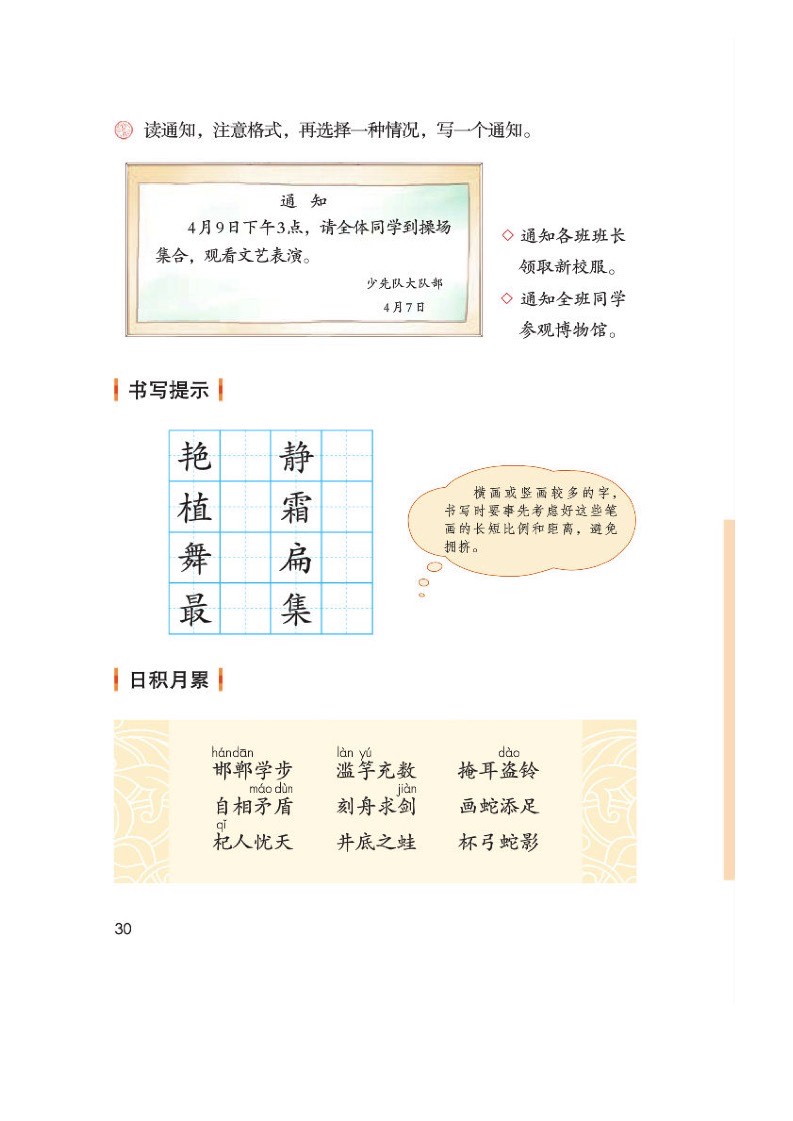 读通知，注意格式，再选择一种情况，写一个通知。
通 知
4月9日下午3点，请全体同学到操场
集合，观看文艺表演。
少先队大队部
4月7日
◇ 通知各班班长
领取新校服。
◇ 通知全班同学
参观博物馆。
书写提示
艳 静
植 霜
舞 扁
最 集
横画或竖画较多的字，
书写时要事先考虑好这些笔
画的长短比例和距离，避免
拥挤。
日积月累
hándān làn yú dào
邯郸学步 滥竽充数 掩耳盗铃
máo dùn jiàn
自相矛盾 刻舟求剑 画蛇添足
qǐ
杞人忧天 井底之蛙 杯弓蛇影
30